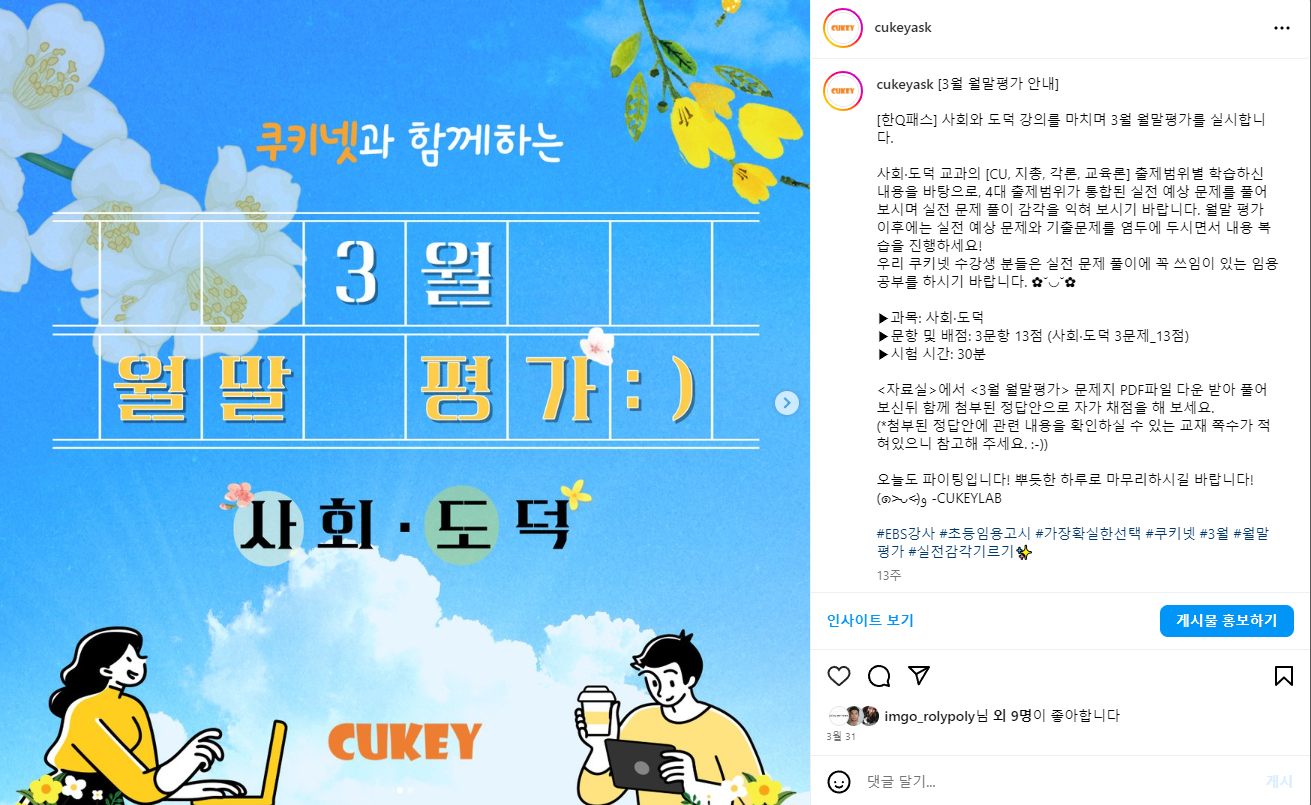 쿠키넷과 함께하는
3월
월말 평가:)
사회·도덕
CUKEY
CUKEY
cukeyask
CUKEY
cukeyask [3월 월말평가 안내]
[한Q패스] 사회와 도덕 강의를 마치며 3월 월말평가를 실시합니
다.
사회·도덕 교과의 [CU, 지총, 각론, 교육론] 출제범위별 학습하신
내용을 바탕으로, 4대 출제범위가 통합된 실전 예상 문제를 풀어
보시며 실전 문제 풀이 감각을 익혀 보시기 바랍니다. 월말 평가
이후에는 실전 예상 문제와 기출문제를 염두에 두시면서 내용 복
습을 진행하세요!
우리 쿠키넷 수강생 분들은 실전 문제 풀이에 꼭 쓰임이 있는 임용
공부를 하시기 바랍니다. ✿˘◡˘✿
▶과목: 사회·도덕
▶문항 및 배점: 3문항 13점 (사회·도덕 3문제_13점)
▶시험 시간: 30분
<자료실>에서 <3월 월말평가> 문제지 PDF파일 다운 받아 풀어
보신뒤 함께 첨부된 정답안으로 자가 채점을 해 보세요.
(*첨부된 정답안에 관련 내용을 확인하실 수 있는 교재 쪽수가 적
혀있으니 참고해 주세요. :-))
오늘도 파이팅입니다! 뿌듯한 하루로 마무리하시길 바랍니다!
(๑˃̵ᴗ˂̵)و -CUKEYLAB
#EBS강사 #초등임용고시 #가장확실한선택 #쿠키넷 #3월 #월말
평가 #실전감각기르기✨
13주
인사이트 보기
게시물 홍보하기
imgo_rolypoly님 외 9명이 좋아합니다
3월 31
댓글 달기...
게시